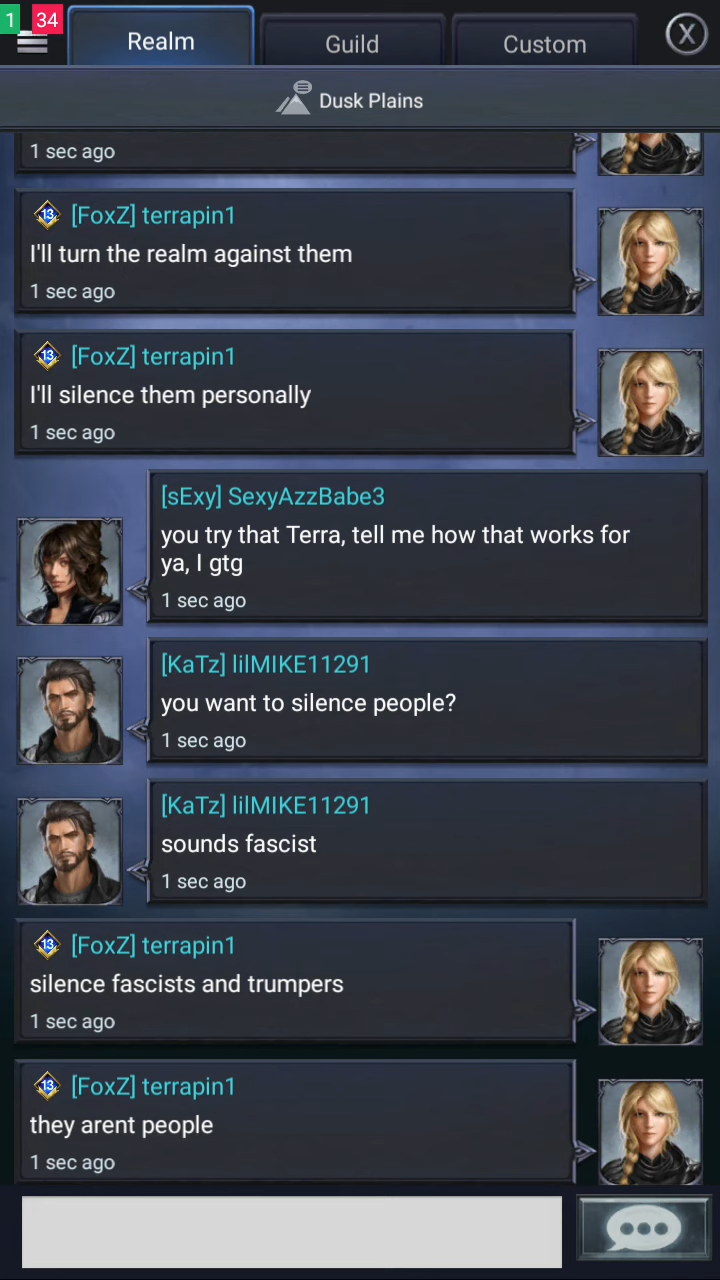 1 34
Realm
Guild
Custom
X
Dusk Plains
1 sec ago
13 [FoxZ] terrapin1
I'll turn the realm against them
1 sec ago
13 [FoxZ] terrapin1
I'll silence them personally
1 sec ago
[sExy] SexyAzzBabe3
you try that Terra, tell me how that works for
ya, I gtg
1 sec ago
[KaTz] lilMIKE11291
you want to silence people?
1 sec ago
[KaTz] lilMIKE11291
sounds fascist
1 sec ago
13 [FoxZ] terrapin1
silence fascists and trumpers
1 sec ago
13 [FoxZ] terrapin1
they arent people
1 sec ago